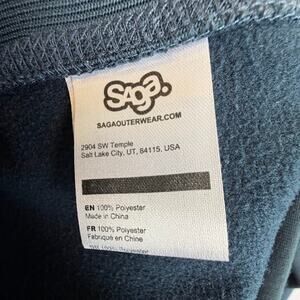 Saga.
SAGAOUTERWEAR.COM
2904 SW Temple
Salt Lake City, UT, 84115, USA
EN 100% Polyester
Made in China
FR 100% Polyester
Fabriqué en Chine